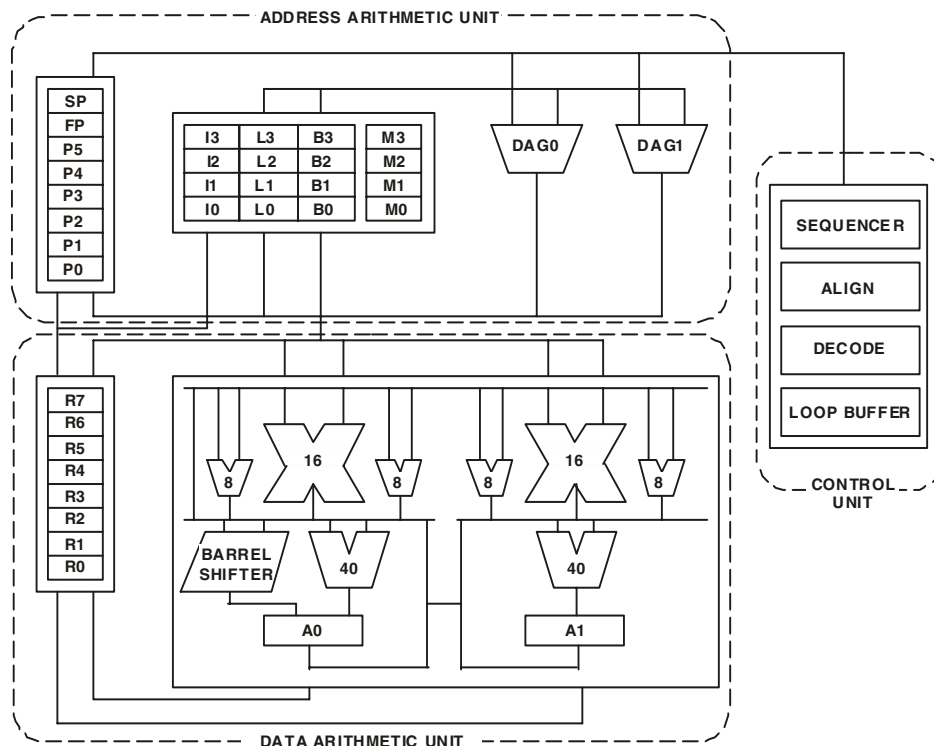 ADDRESS ARITHMETIC UNIT
SP
FP
P5
P4
P3
P2
P1
P0
I3 L3 B3 M3
I2 L2 B2 M2
I1 L1 B1 M1
I0 L0 B0 M0
DAG0
DAG1
SEQUENCER
ALIGN
DECODE
LOOP BUFFER
CONTROL
UNIT
R7
R6
R5
R4
R3
R2
R1
R0
8
16
8
8
16
8
BARREL
SHIFTER
40
40
A0
A1
DATA ARITHMETIC UNIT